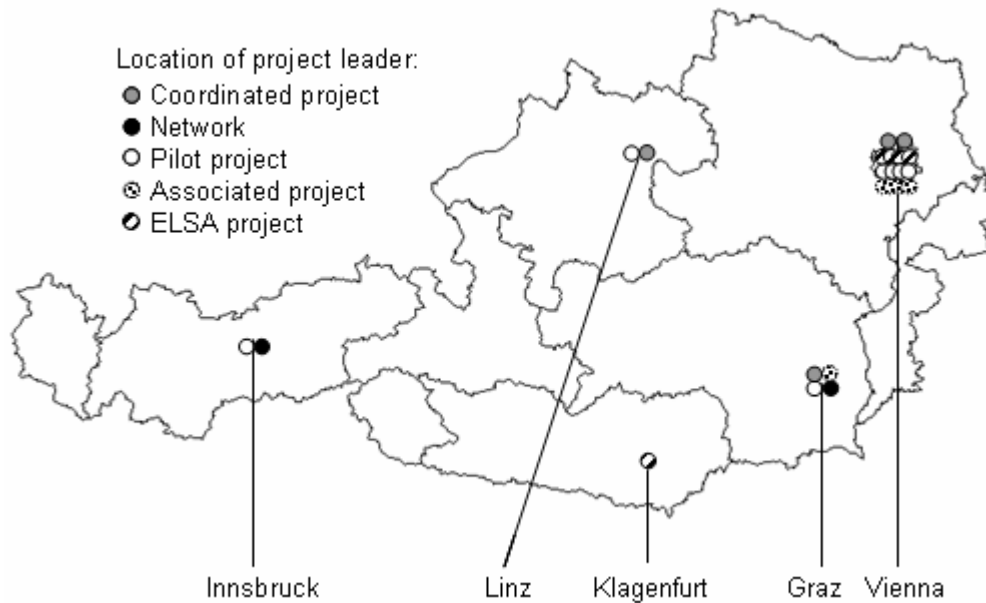 Location of project leader:
Coordinated project
Network
Pilot project
Associated project
ELSA project
Innsbruck
Linz
Klagenfurt
Graz
Vienna